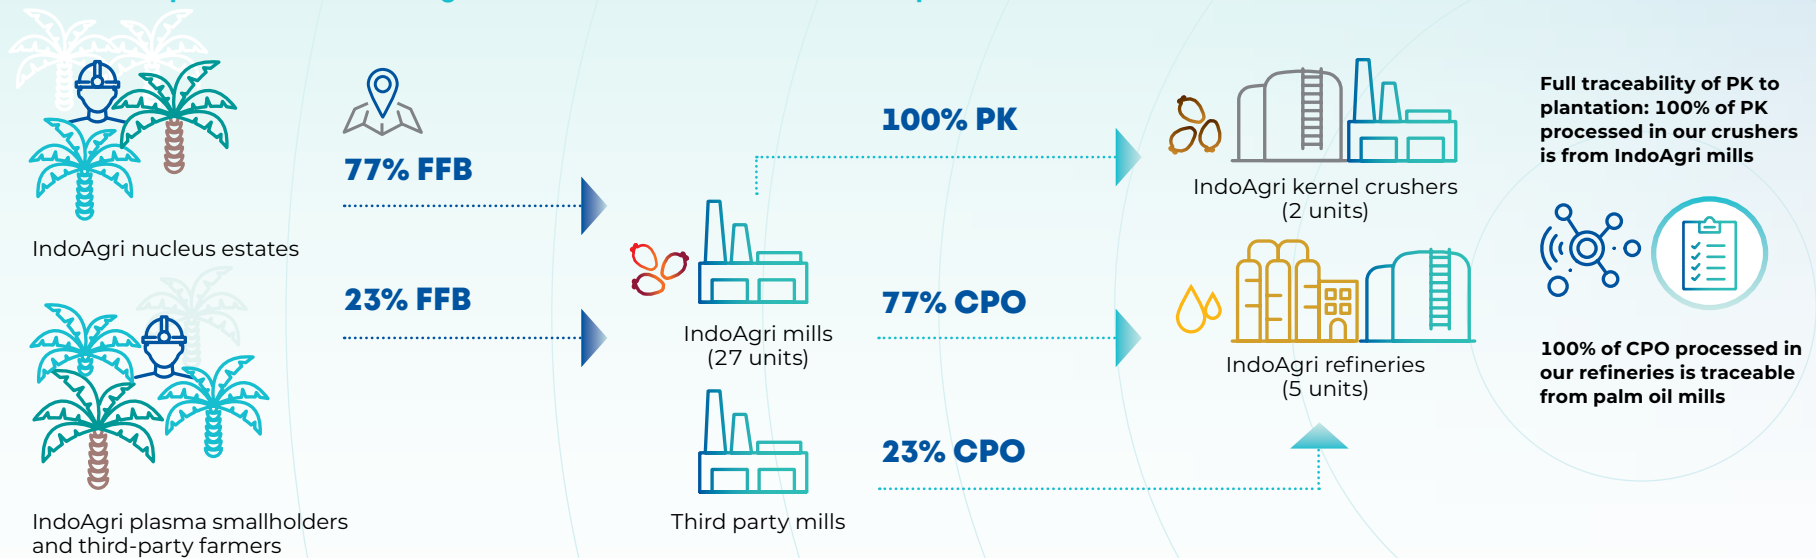 77% FFB
IndoAgri nucleus estates
23% FFB
IndoAgri plasma smallholders
and third-party farmers
IndoAgri mills
(27 units)
Third party mills
100% PK
77% CPO
23% CPO
IndoAgri kernel crushers
(2 units)
IndoAgri refineries
(5 units)
Full traceability of PK to
plantation: 100% of PK
processed in our crushers
is from IndoAgri mills
100% of CPO processed in
our refineries is traceable
from palm oil mills